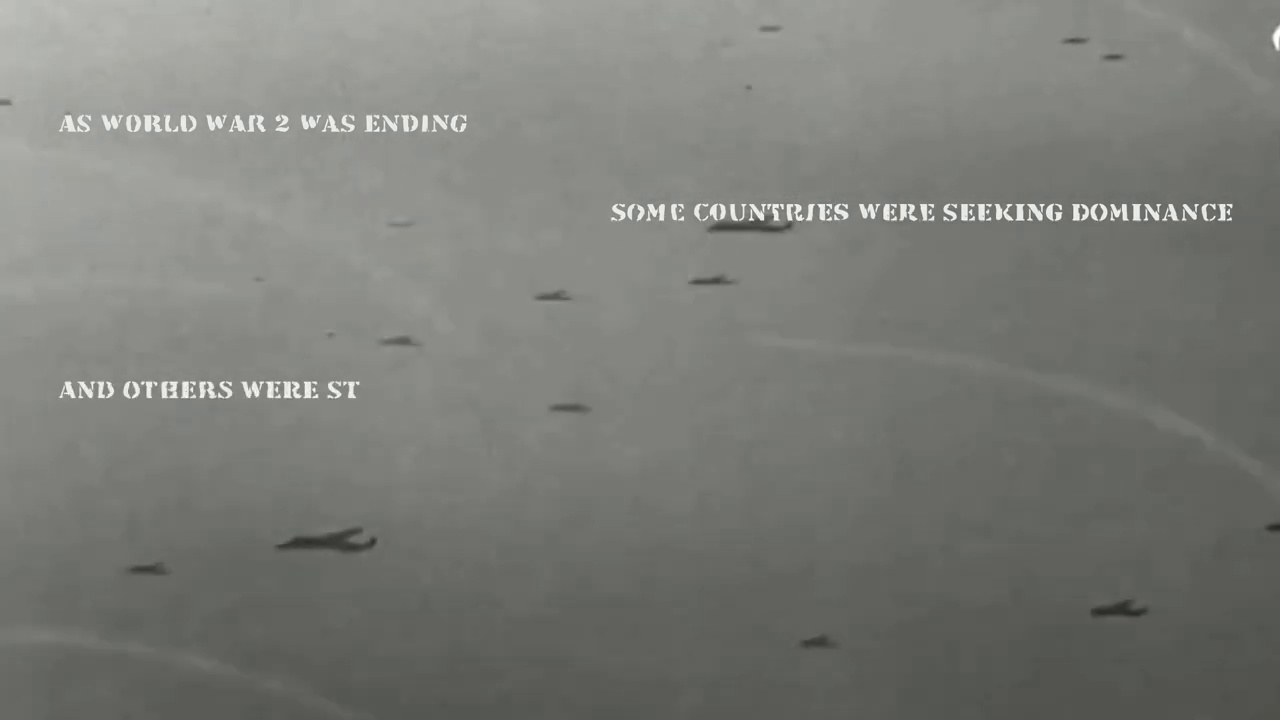 AS WORLD WAR 2 WAS ENDING
SOME COUNTRIES WERE SEEKING DOMINANCE
AND OTHERS WERE ST